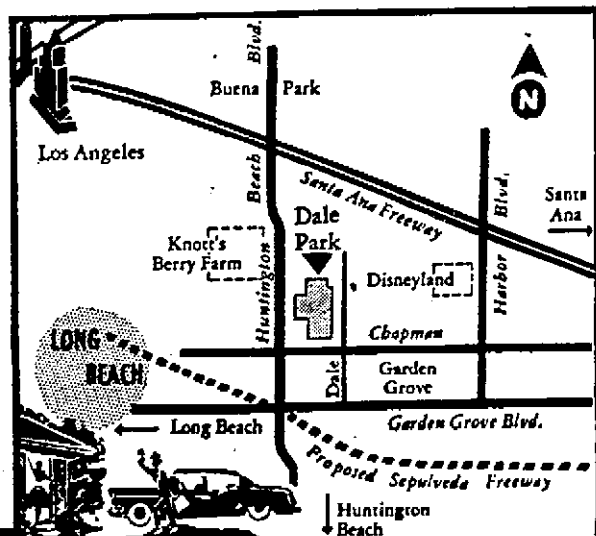 Blvd.
Buena Park
N
Los Angeles
Beach
Santa Ana Freeway
Blvd.
Santa
Ana
Dale
Park
Knott's
Berry Farm
Huntington
Disneyland
Harbor
LONG
BEACH
Chapman
Dale
Garden
Grove
Long Beach
Garden Grove Blvd.
Proposed Sepulveda Freeway
Huntington
Beach